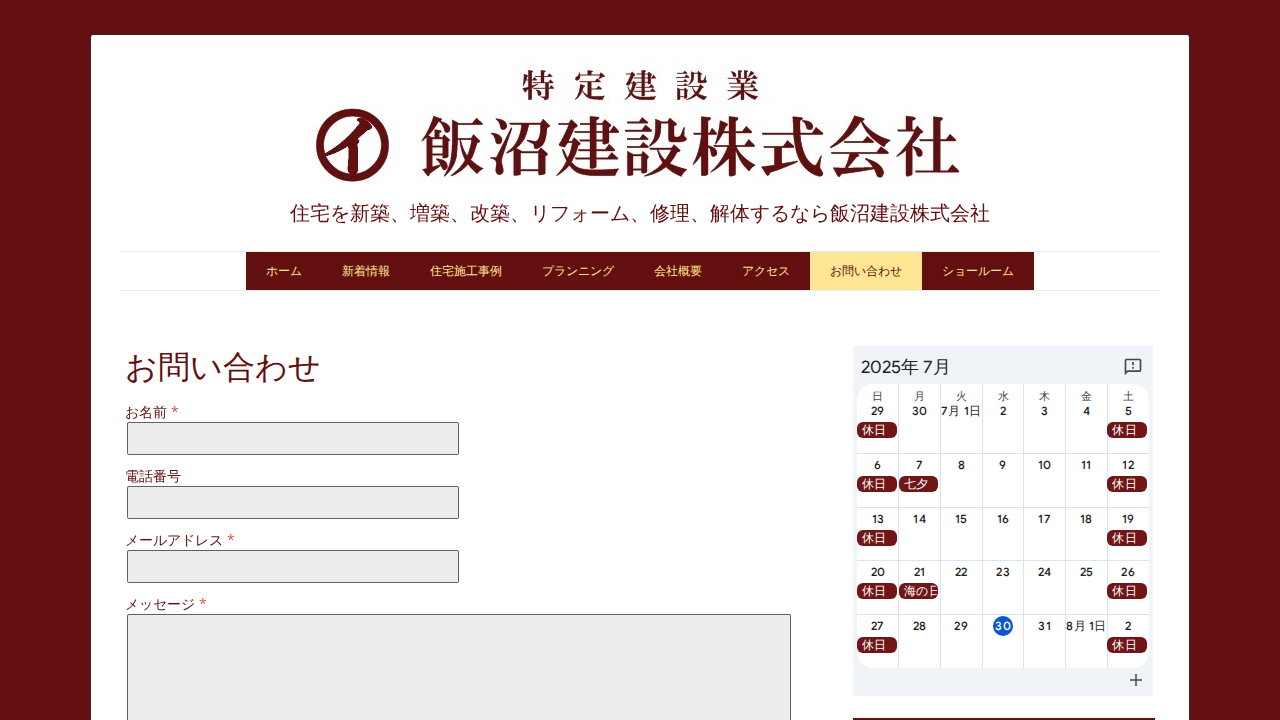 特定建設業
イ 飯沼建設株式会社
住宅を新築、増築、改築、リフォーム、修理、解体するなら飯沼建設株式会社
ホーム 新着情報 住宅施工事例 プランニング 会社概要 アクセス お問い合わせ ショールーム
お問い合わせ
お名前 *
電話番号
メールアドレス *
メッセージ *
2025年 7月
日 月 火 水 木 金 土
29 30 7月 1日 2 3 4 5
休日 休日
6 7 8 9 10 11 12
休日 七夕 休日
13 14 15 16 17 18 19
休日 休日
20 21 22 23 24 25 26
休日 海の日 休日
27 28 29 30 31 8月 1日 2
休日 休日